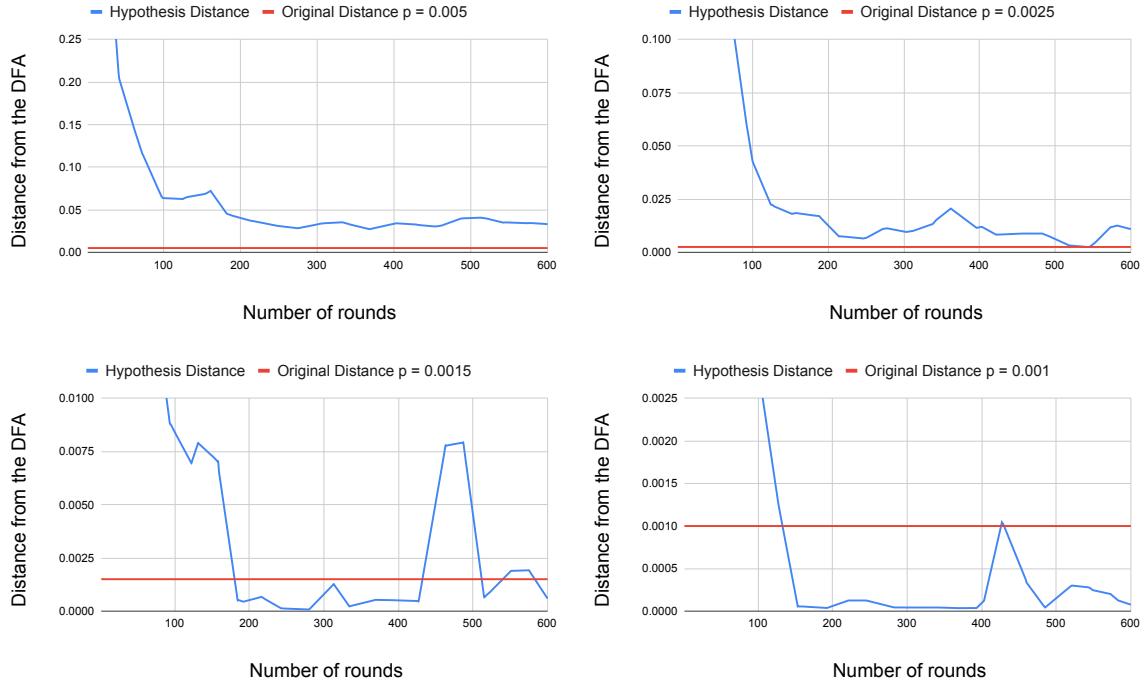 Hypothesis Distance Original Distance p = 0.005
Distance from the DFA
0.25
0.20
0.15
0.10
0.05
0.00
100 200 300 400 500 600
Number of rounds
Hypothesis Distance Original Distance p = 0.0025
Distance from the DFA
0.100
0.075
0.050
0.025
0.000
100 200 300 400 500 600
Number of rounds
Hypothesis Distance Original Distance p = 0.0015
Distance from the DFA
0.0100
0.0075
0.0050
0.0025
0.0000
100 200 300 400 500 600
Number of rounds
Hypothesis Distance Original Distance p = 0.001
Distance from the DFA
0.0025
0.0020
0.0015
0.0010
0.0005
0.0000
100 200 300 400 500 600
Number of rounds